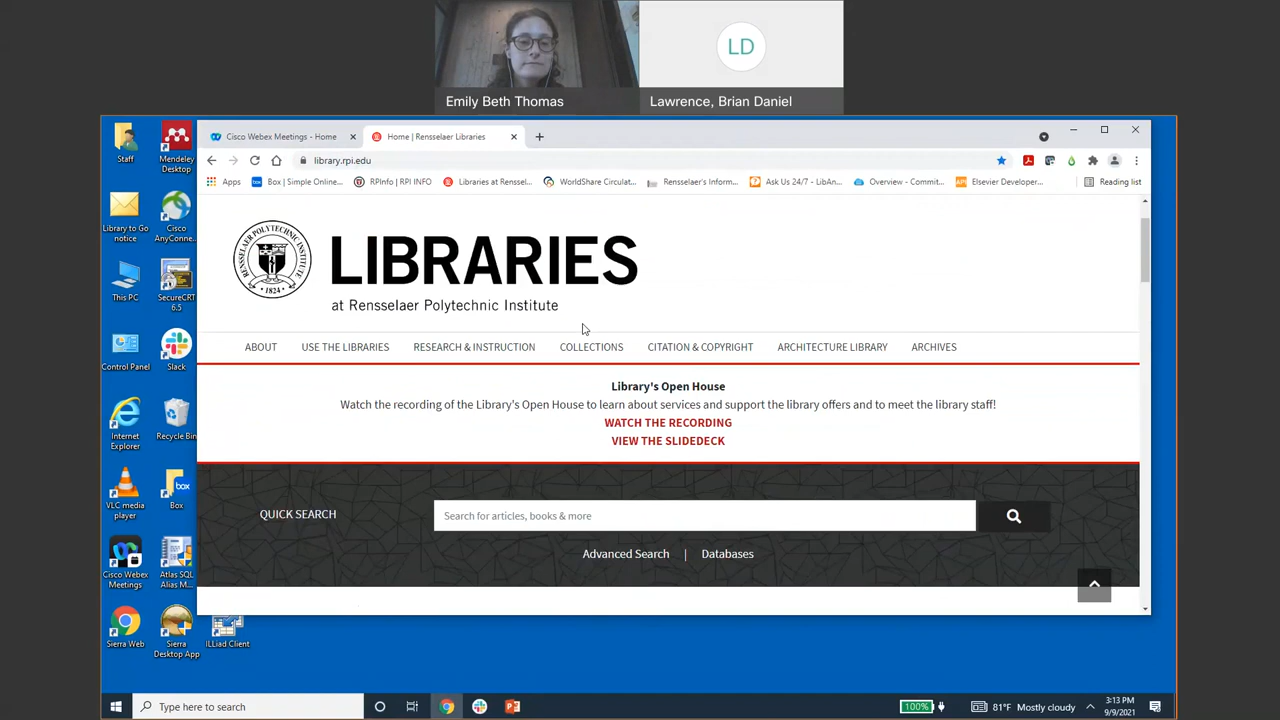 LD
Emily Beth Thomas
Lawrence, Brian Daniel
Cisco Webex Meetings - Home
Home | Rensselaer Libraries
library.rpi.edu
Apps
Box | Simple Online...
RPInfo | RPI INFO
Libraries at Renssel...
WorldShare Circulat...
Rensselaer's Inform...
Ask Us 24/7 - LibAn...
Overview - Commit...
Elsevier Developer...
Reading list
Staff
Mendeley Desktop
Library to Go notice
Cisco AnyConne...
This PC
SecureCRT 6.5
Control Panel
Slack
Internet Explorer
Recycle Bin
VLC media player
Box
Cisco Webex Meetings
Atlas SQL Alias M...
Sierra Web
Sierra Desktop App
ILLiad Client
RENSSELAER POLYTECHNIC INSTITUTE
1824
LIBRARIES
at Rensselaer Polytechnic Institute
ABOUT
USE THE LIBRARIES
RESEARCH & INSTRUCTION
COLLECTIONS
CITATION & COPYRIGHT
ARCHITECTURE LIBRARY
ARCHIVES
Library's Open House
Watch the recording of the Library's Open House to learn about services and support the library offers and to meet the library staff!
WATCH THE RECORDING
VIEW THE SLIDEDECK
QUICK SEARCH
Search for articles, books & more
Advanced Search | Databases
Type here to search
100%
81°F Mostly cloudy
3:13 PM
9/9/2021